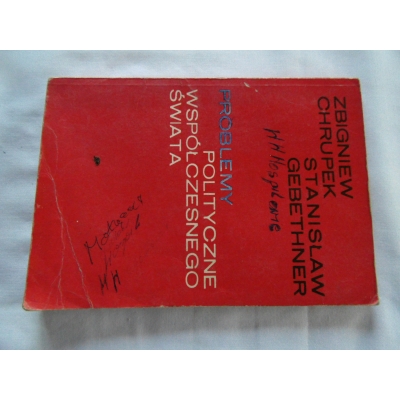 ZBIGNIEW
CHRUPEK
STANISŁAW
GEBETHNER
PROBLEMY
POLITYCZNE
WSPÓŁCZESNEGO
ŚWIATA